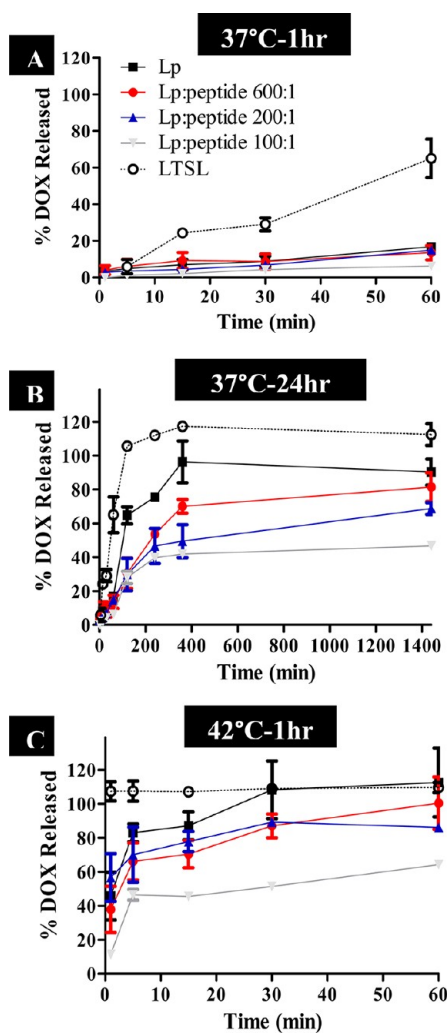 A
37°C-1hr
Lp
Lp:peptide 600:1
Lp:peptide 200:1
Lp:peptide 100:1
LTSL
% DOX Released
120
100
80
60
40
20
0
0 10 20 30 40 50 60
Time (min)
B
37°C-24hr
% DOX Released
120
100
80
60
40
20
0
0 200 400 600 800 1000 1200 1400
Time (min)
C
42°C-1hr
% DOX Released
120
100
80
60
40
20
0
0 10 20 30 40 50 60
Time (min)